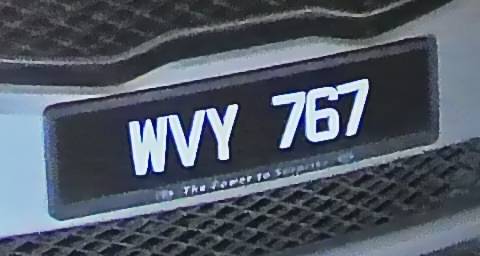 WVY 767
The Power to Surprise